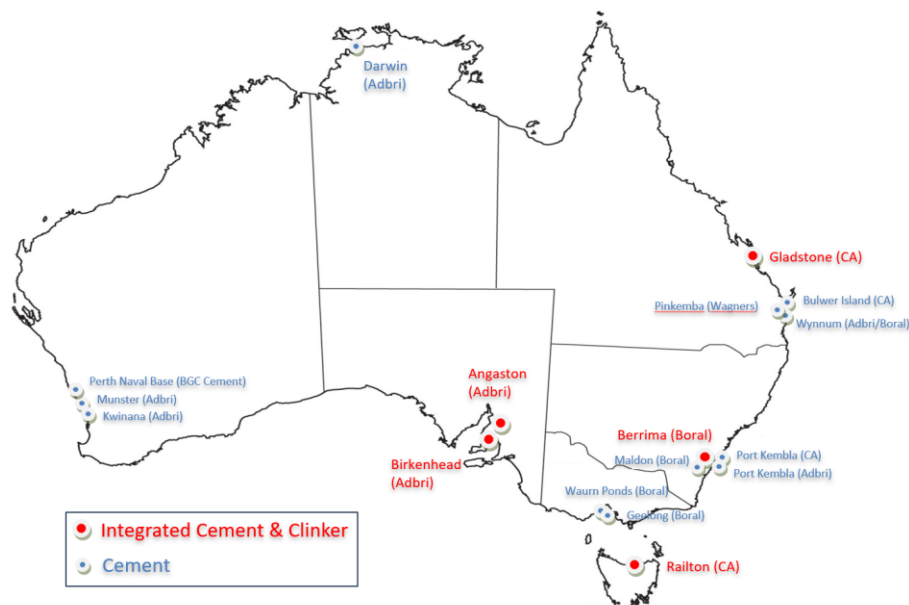 Darwin
(Adbri)
Gladstone (CA)
Bulwer Island (CA)
Pinkemba (Wagners)
Wynnum (Adbri/Boral)
Perth Naval Base (BGC Cement)
Munster (Adbri)
Kwinana (Adbri)
Angaston
(Adbri)
Birkenhead
(Adbri)
Berrima (Boral)
Maldon (Boral)
Port Kembla (CA)
Port Kembla (Adbri)
Waurn Ponds (Boral)
Geelong (Boral)
Railton (CA)
Integrated Cement & Clinker
Cement